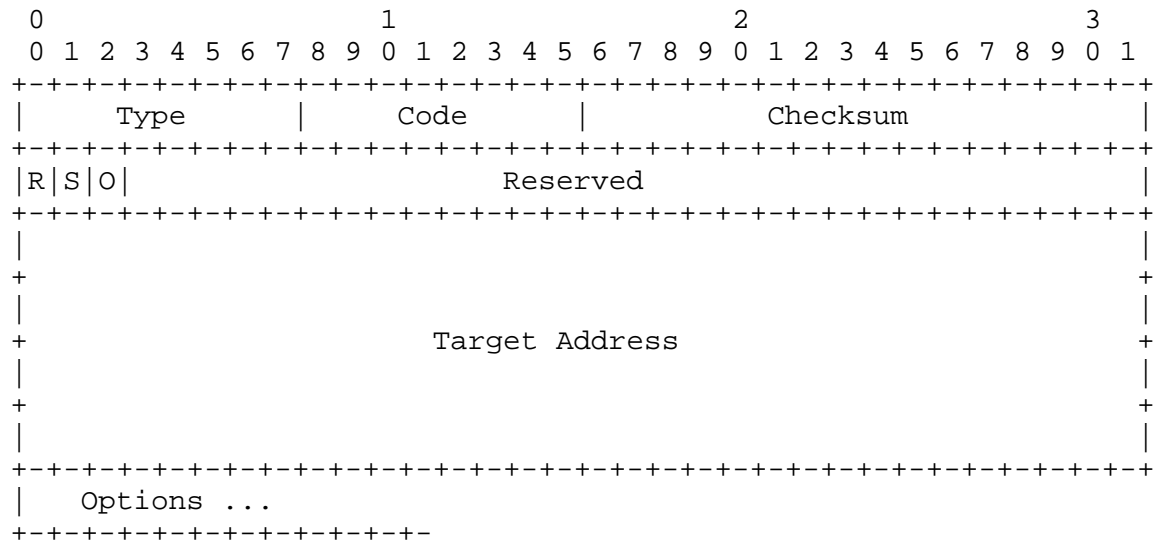 0                   1                   2                   3
 0 1 2 3 4 5 6 7 8 9 0 1 2 3 4 5 6 7 8 9 0 1 2 3 4 5 6 7 8 9 0 1
+-+-+-+-+-+-+-+-+-+-+-+-+-+-+-+-+-+-+-+-+-+-+-+-+-+-+-+-+-+-+-+-+
|     Type      |     Code      |          Checksum             |
+-+-+-+-+-+-+-+-+-+-+-+-+-+-+-+-+-+-+-+-+-+-+-+-+-+-+-+-+-+-+-+-+
|R|S|O|                     Reserved                            |
+-+-+-+-+-+-+-+-+-+-+-+-+-+-+-+-+-+-+-+-+-+-+-+-+-+-+-+-+-+-+-+-+
|                                                               |
+                                                               +
|                                                               |
+                       Target Address                          +
|                                                               |
+                                                               +
|                                                               |
+-+-+-+-+-+-+-+-+-+-+-+-+-+-+-+-+-+-+-+-+-+-+-+-+-+-+-+-+-+-+-+-+
|   Options ...
+-+-+-+-+-+-+-+-+-+-+-+-